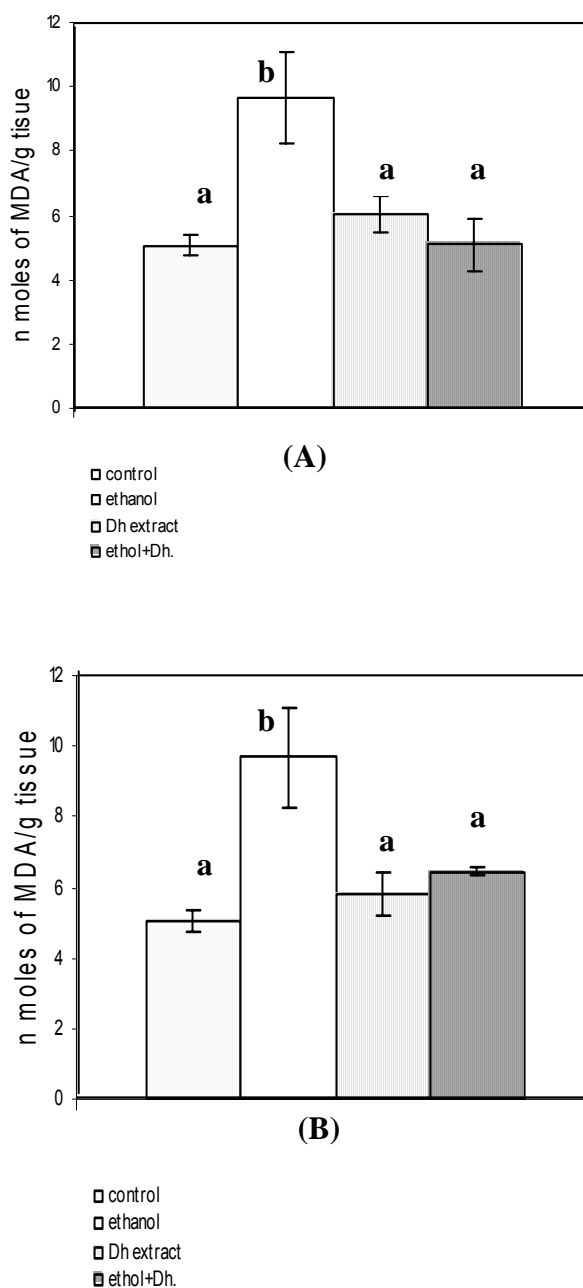 12
10
8
6
4
2
0
n moles of MDA/g tisue
a
b
a
a
(A)
control
ethanol
Dh extract
ethol+Dh.
12
10
8
6
4
2
0
n moles of MDA/g tissue
a
b
a
a
(B)
control
ethanol
Dh extract
ethol+Dh.